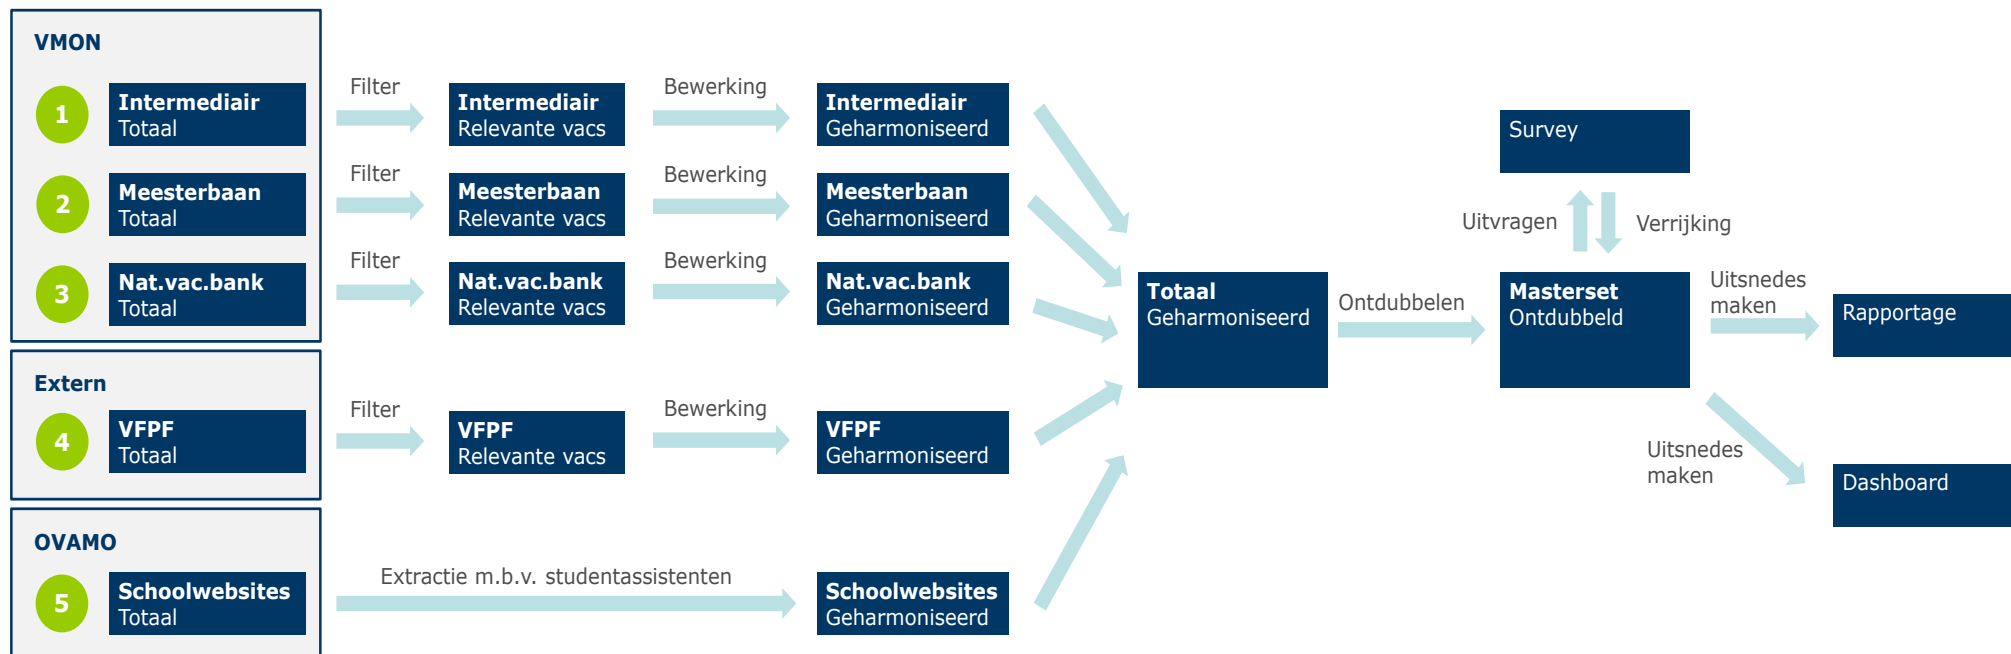 VMON
1
Intermediair
Totaal
Filter
Intermediair
Relevante vacs
Bewerking
Intermediair
Geharmoniseerd
2
Meesterbaan
Totaal
Filter
Meesterbaan
Relevante vacs
Bewerking
Meesterbaan
Geharmoniseerd
3
Nat.vac.bank
Totaal
Filter
Nat.vac.bank
Relevante vacs
Bewerking
Nat.vac.bank
Geharmoniseerd
Extern
4
VFPF
Totaal
Filter
VFPF
Relevante vacs
Bewerking
VFPF
Geharmoniseerd
OVAMO
5
Schoolwebsites
Totaal
Extractie m.b.v. studentassistenten
Schoolwebsites
Geharmoniseerd
Totaal
Geharmoniseerd
Ontdubbelen
Survey
Uitvragen
Verrijking
Masterset
Ontdubbeld
Uitsnedes
maken
Rapportage
Uitsnedes
maken
Dashboard